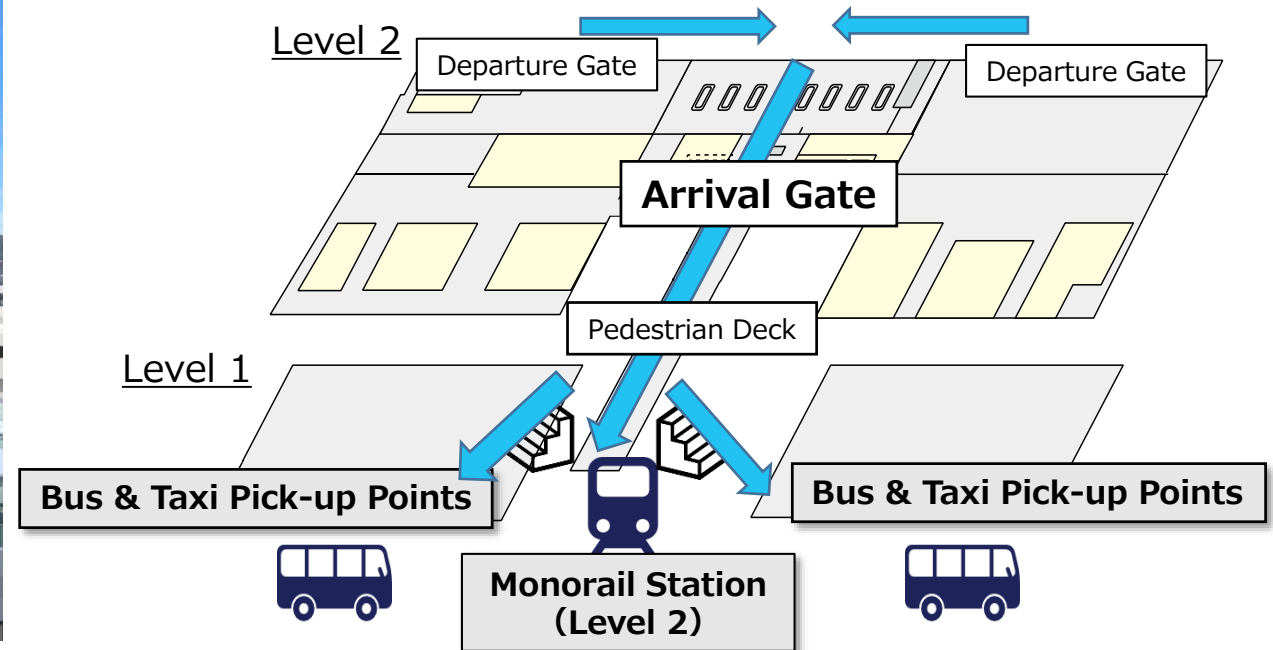 Level 2
Departure Gate
Departure Gate
Arrival Gate
Pedestrian Deck
Level 1
Bus & Taxi Pick-up Points
Bus & Taxi Pick-up Points
Monorail Station
(Level 2)